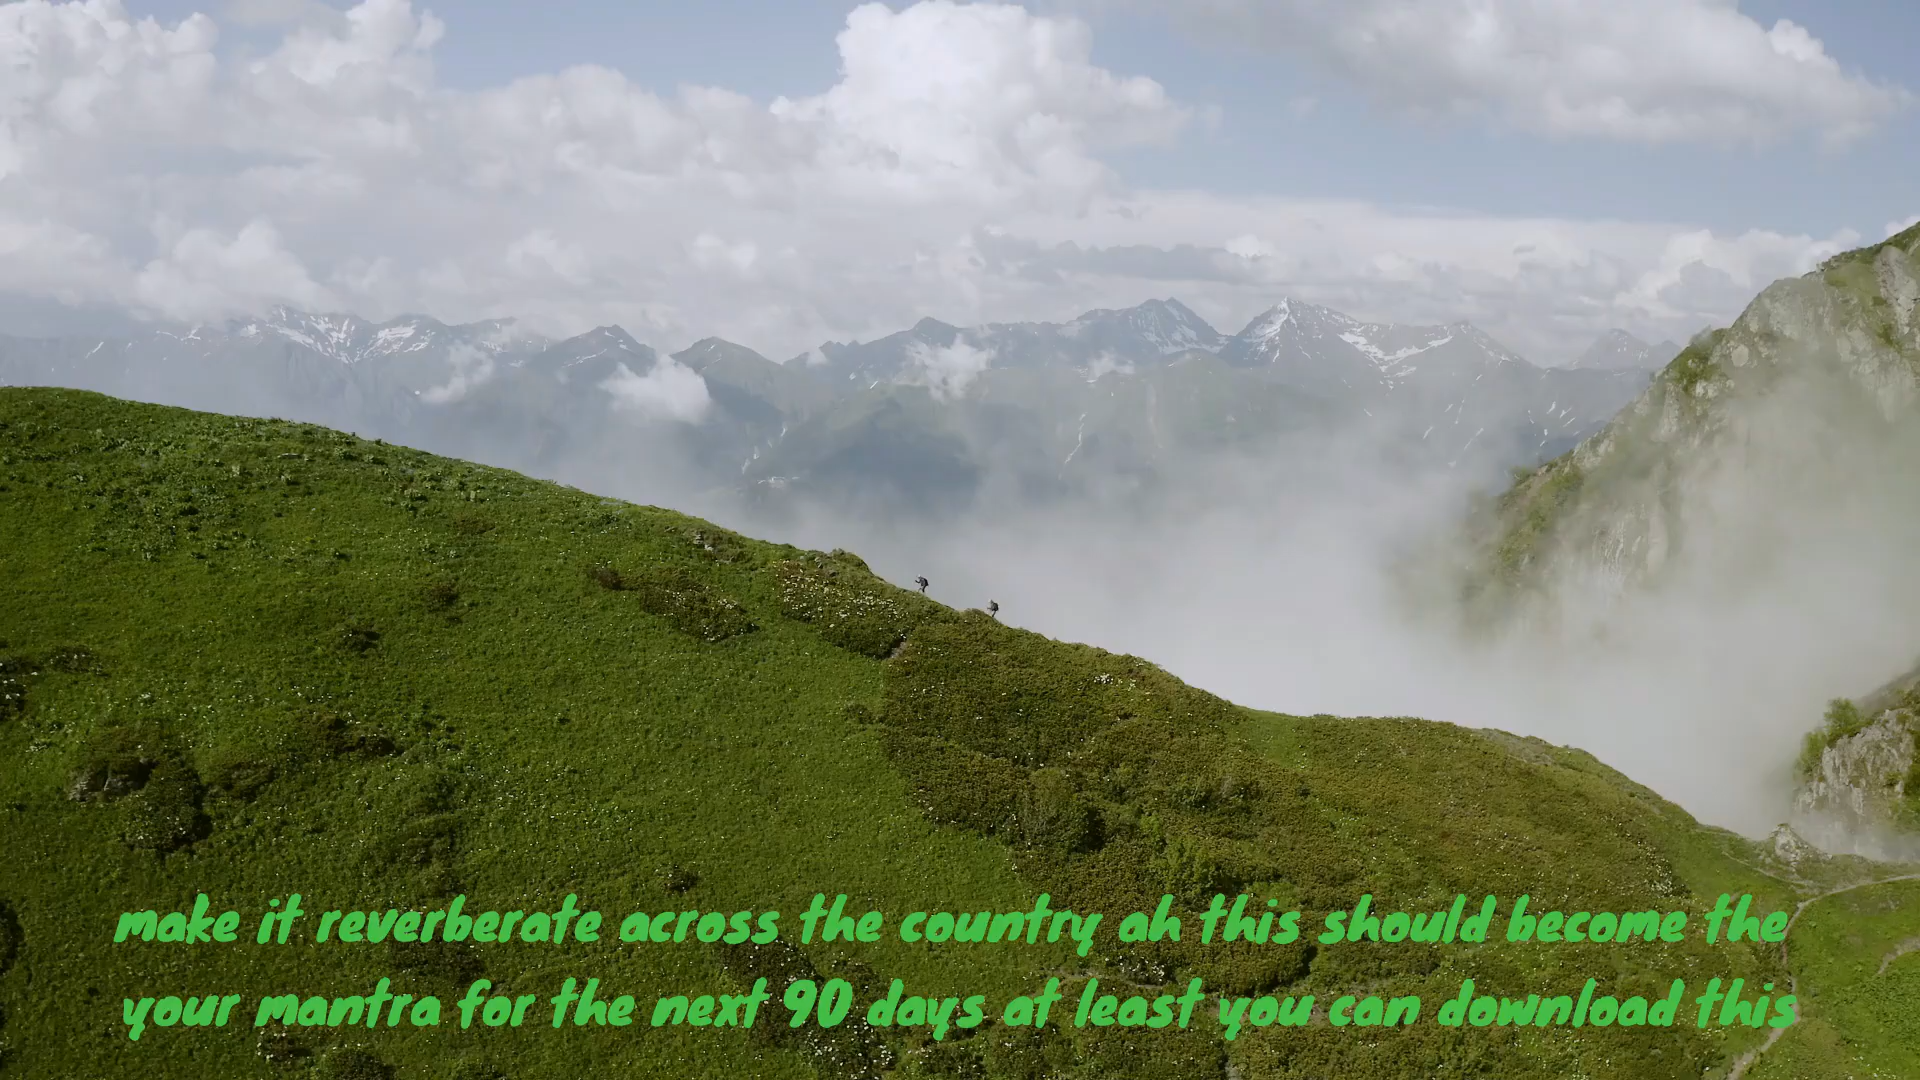 make it reverberate across the country ah this should become the
your mantra for the next 90 days at least you can download this